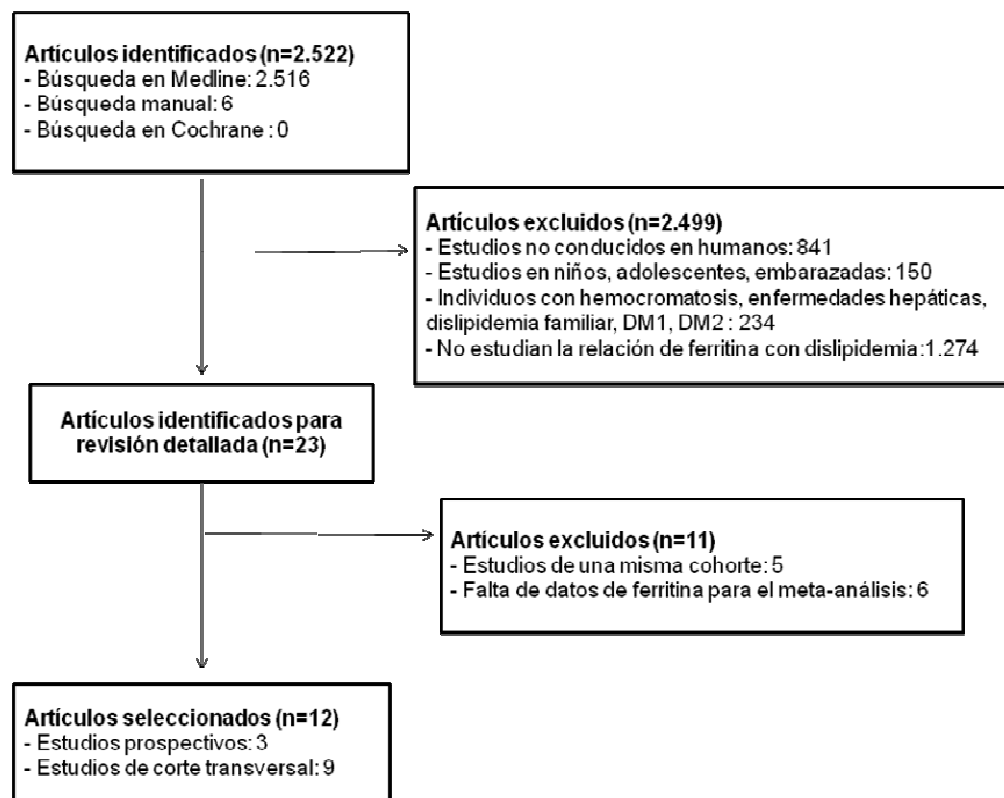 Artículos identificados (n=2.522)
- Búsqueda en Medline: 2.516
- Búsqueda manual: 6
- Búsqueda en Cochrane : 0
Artículos excluidos (n=2.499)
- Estudios no conducidos en humanos: 841
- Estudios en niños, adolescentes, embarazadas: 150
- Individuos con hemocromatosis, enfermedades hepáticas,
dislipidemia familiar, DM1, DM2 : 234
- No estudian la relación de ferritina con dislipidemia: 1.274
Artículos identificados para
revisión detallada (n=23)
Artículos excluidos (n=11)
- Estudios de una misma cohorte: 5
- Falta de datos de ferritina para el meta-análisis: 6
Artículos seleccionados (n=12)
- Estudios prospectivos: 3
- Estudios de corte transversal: 9